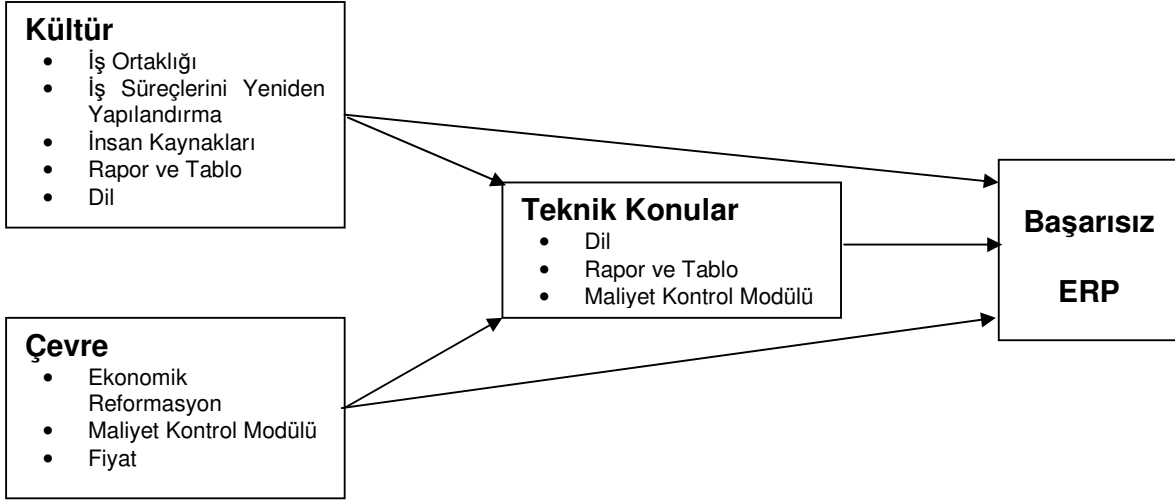 Kültür
• İş Ortaklığı
• İş Süreçlerini Yeniden
Yapılandırma
• İnsan Kaynakları
• Rapor ve Tablo
• Dil
Teknik Konular
• Dil
• Rapor ve Tablo
• Maliyet Kontrol Modülü
Başarısız
ERP
Çevre
• Ekonomik
Reformasyon
• Maliyet Kontrol Modülü
• Fiyat